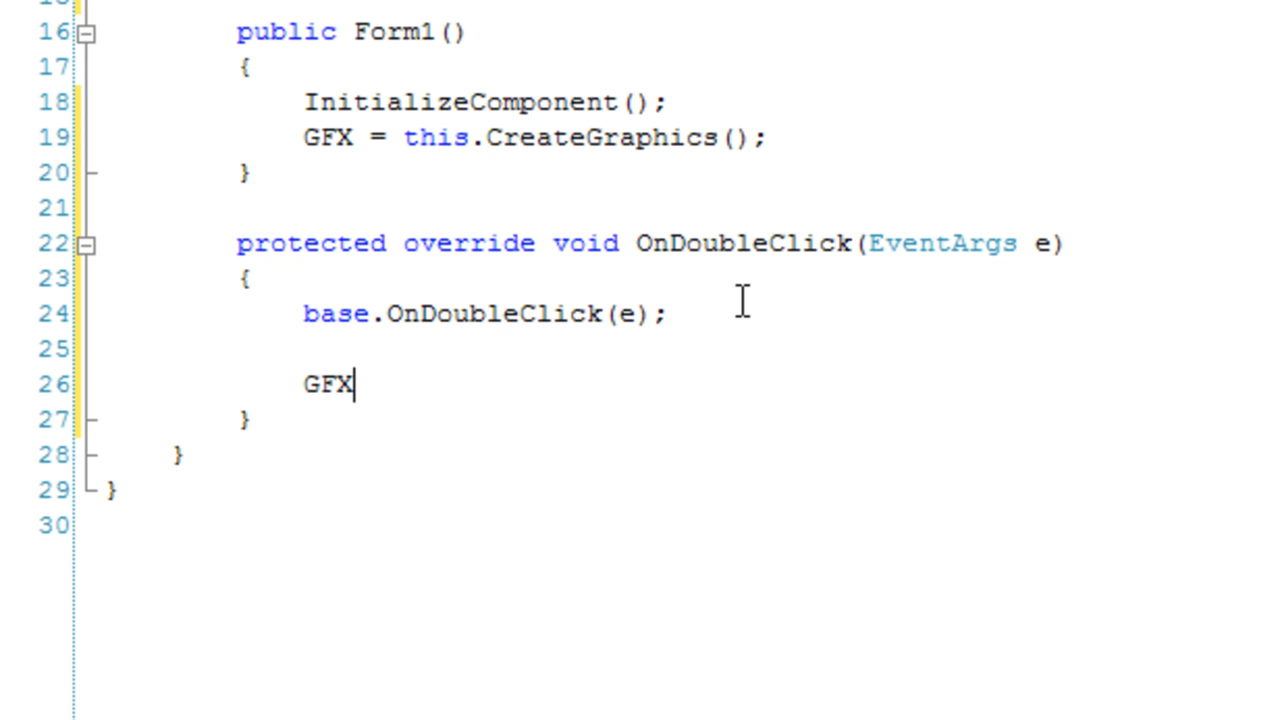 16 public Form1()
17 {
18 InitializeComponent();
19 GFX = this.CreateGraphics();
20 }
21
22 protected override void OnDoubleClick(EventArgs e)
23 {
24 base.OnDoubleClick(e);
25
26 GFX
27 }
28 }
29 }
30